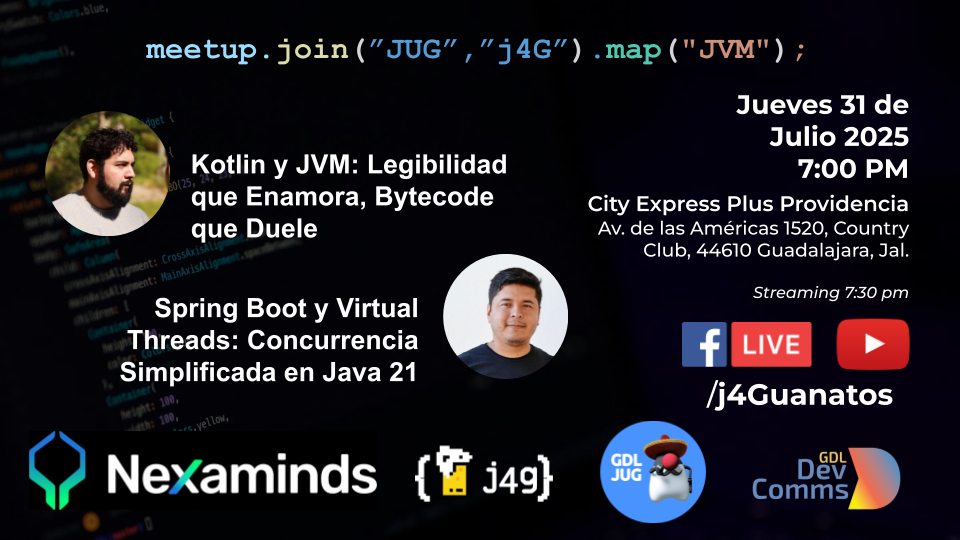 meetup.join(”JUG”,”j4G”).map("JVM");
Jueves 31 de
Julio 2025
7:00 PM
Kotlin y JVM: Legibilidad
que Enamora, Bytecode
que Duele
City Express Plus Providencia
Av. de las Américas 1520, Country
Club, 44610 Guadalajara, Jal.
Spring Boot y Virtual
Threads: Concurrencia
Simplificada en Java 21
Streaming 7:30 pm
f LIVE
/j4Guanatos
Nexaminds
{ j4g}
GDL
JUG
GDL
Dev
Comms